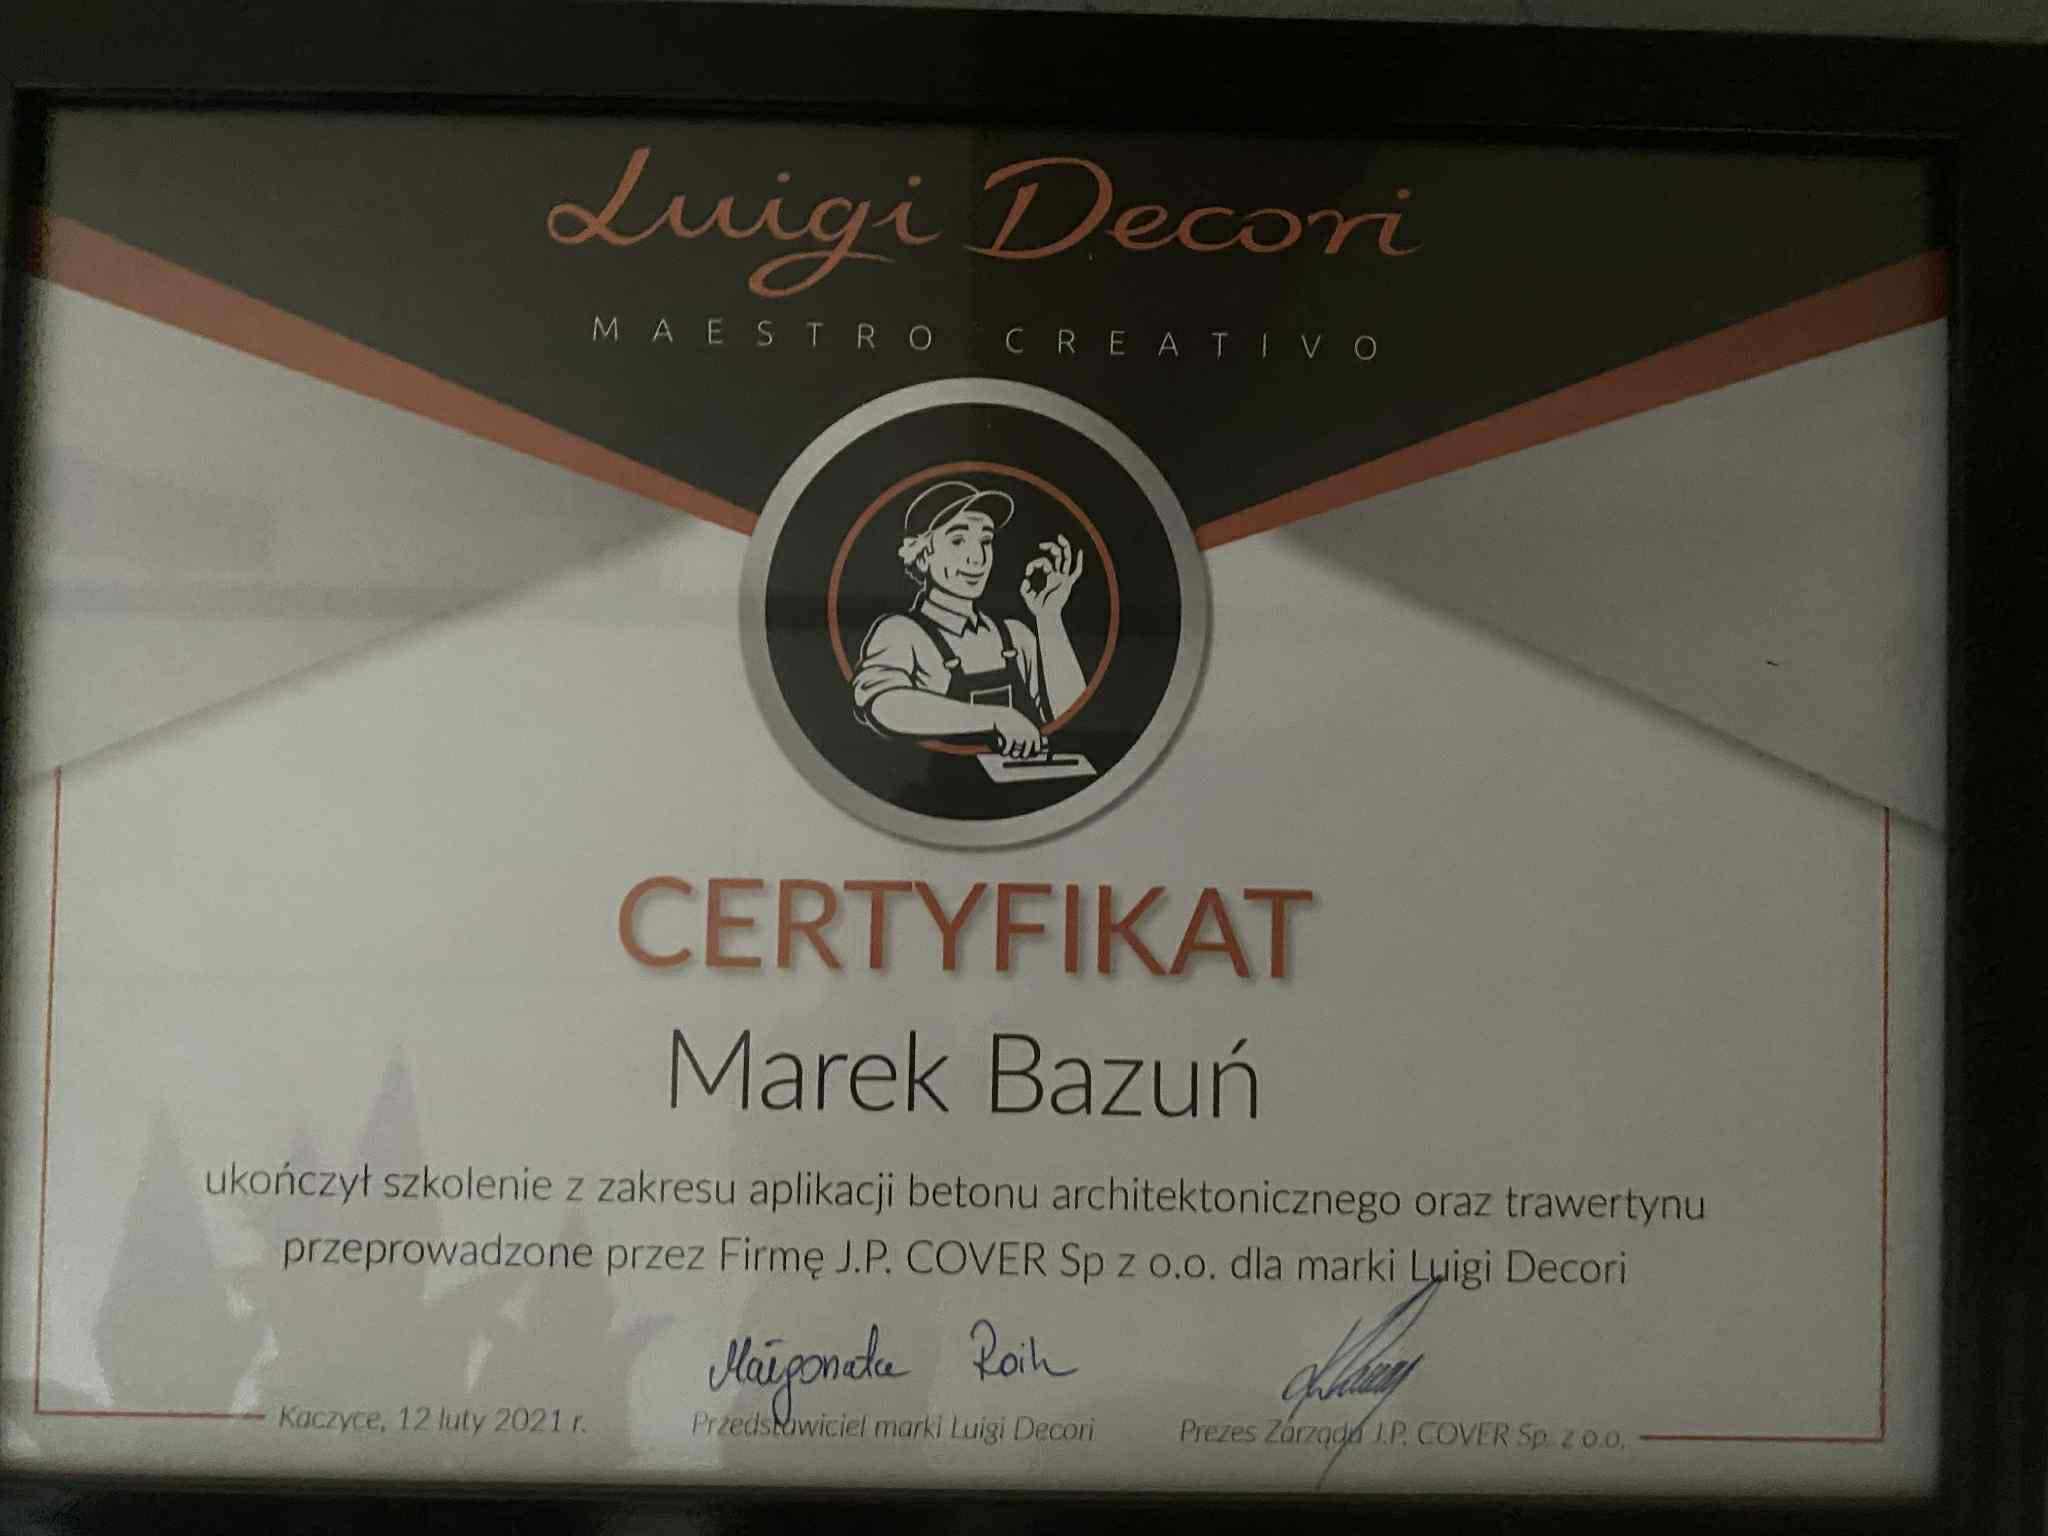 Luigi Decori
MAESTRO CREATIVO
CERTYFIKAT
Marek Bazuń
ukończył szkolenie z zakresu aplikacji betonu architektonicznego oraz trawertynu
przeprowadzone przez Firmę J.P. COVER Sp z o.o. dla marki Luigi Decori
Małgorzata Roik
Kaczyce, 12 luty 2021 r.
Przedstawiciel marki Luigi Decori
Prezes Zarządu J.P. COVER Sp. z o.o.